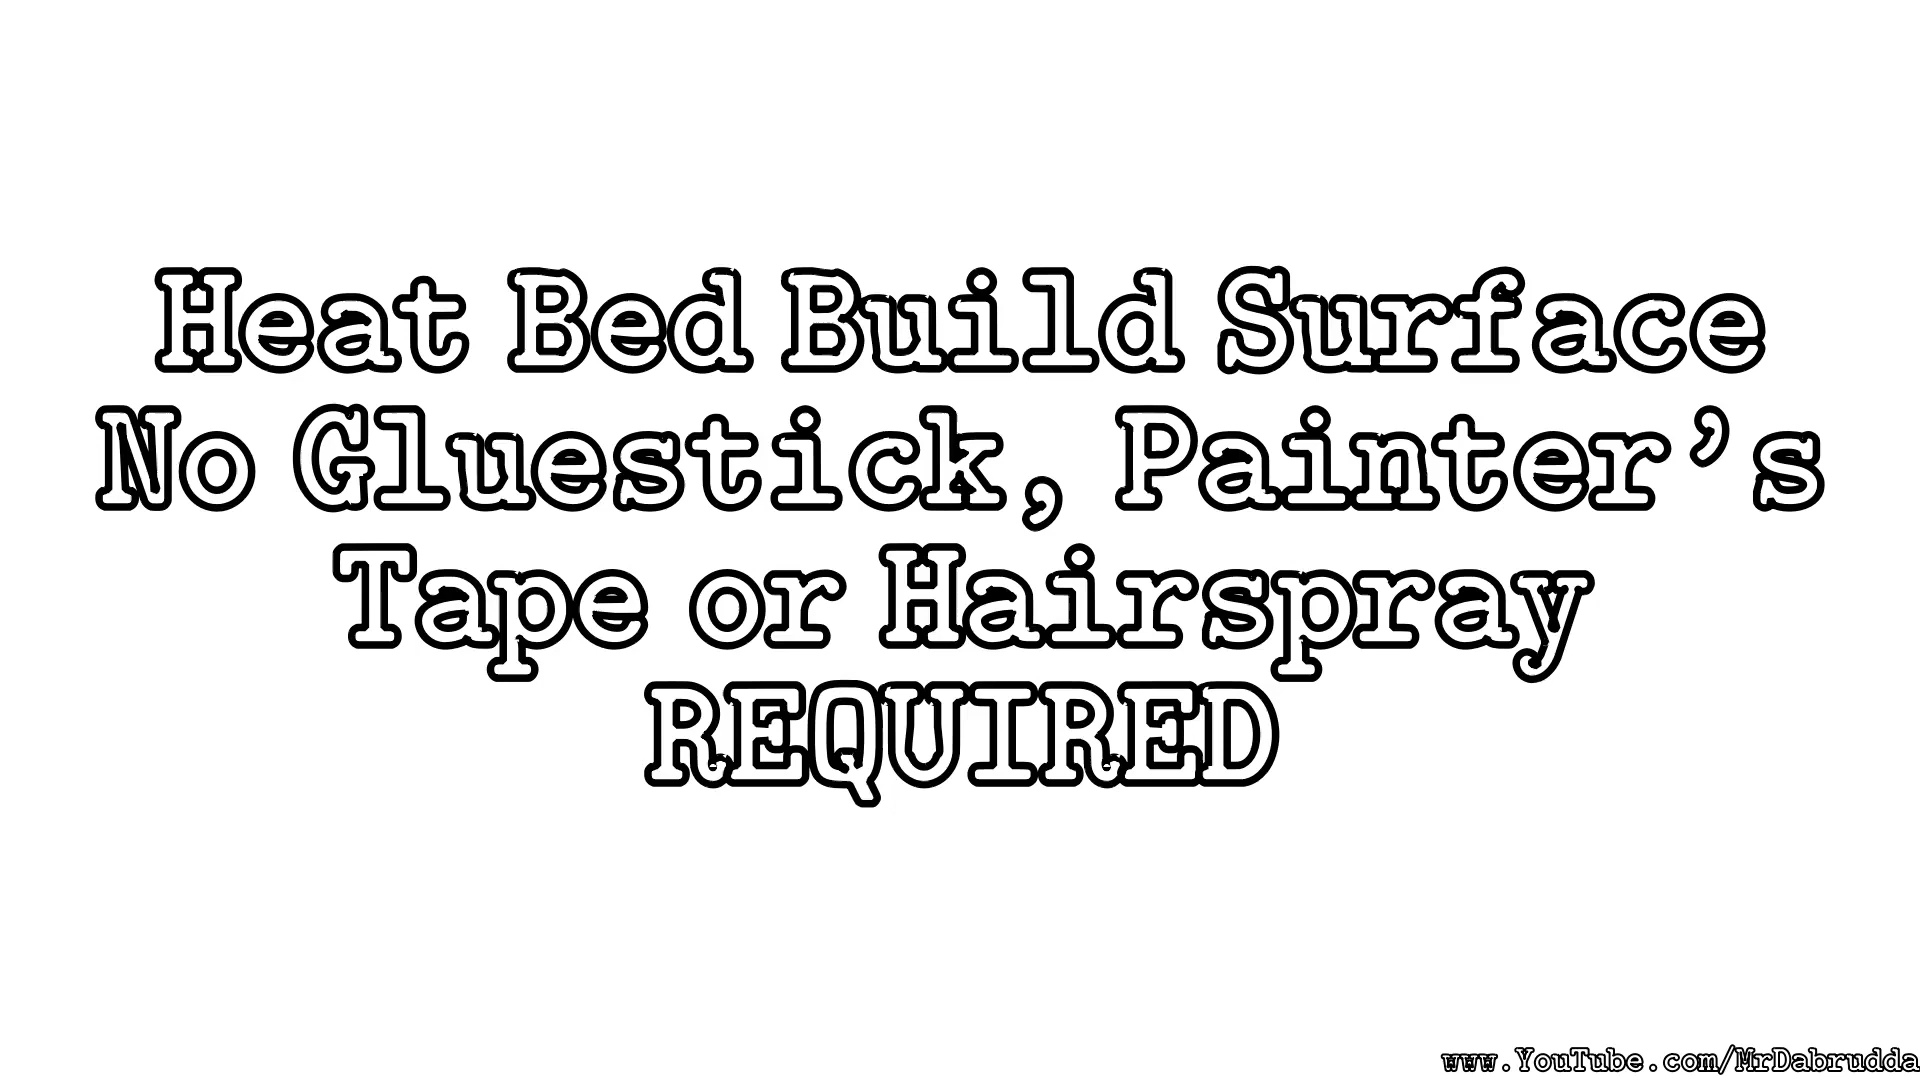 Heat Bed Build Surface
No Gluestick, Painter's
Tape or Hairspray
REQUIRED
www.YouTube.com/MrDabrudda